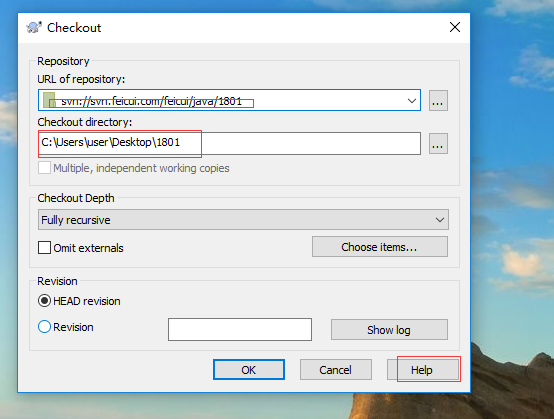 Checkout
Repository
URL of repository:
svn://svn.feicui.com/feicui/java/1801
...
Checkout directory:
C:\Users\user\Desktop\1801
...
Multiple, independent working copies
Checkout Depth
Fully recursive
Omit externals
Choose items...
Revision
HEAD revision
Revision
Show log
OK
Cancel
Help